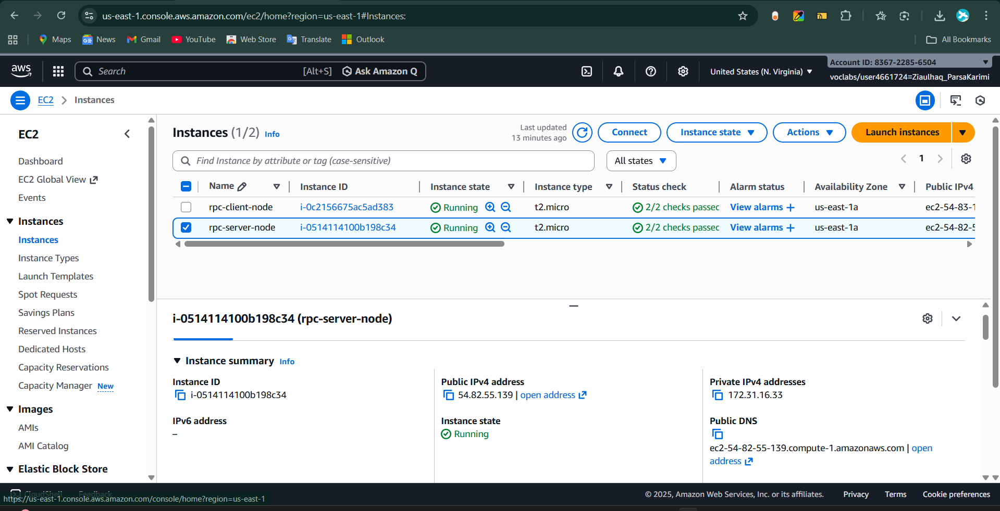 us-east-1.console.aws.amazon.com/ec2/home?region=us-east-1#Instances:
Maps
News
Gmail
YouTube
Web Store
Translate
Outlook
All Bookmarks
aws
Search
[Alt+S]
Ask Amazon Q
United States (N. Virginia)
Account ID: 8367-2285-6504
voclabs/user4661724=Ziaulhaq_ParsaKarimi
EC2
Instances
EC2
Dashboard
EC2 Global View
Events
Instances
Instances
Instance Types
Launch Templates
Spot Requests
Savings Plans
Reserved Instances
Dedicated Hosts
Capacity Reservations
Capacity Manager New
Images
AMIs
AMI Catalog
Elastic Block Store
Instances (1/2) Info
Last updated
13 minutes ago
Connect
Instance state
Actions
Launch instances
Find Instance by attribute or tag (case-sensitive)
All states
1
Name Instance ID Instance state Instance type Status check Alarm status Availability Zone Public IPv4
rpc-client-node i-0c2156675ac5ad383 Running t2.micro 2/2 checks passed View alarms + us-east-1a ec2-54-83-1
rpc-server-node i-0514114100b198c34 Running t2.micro 2/2 checks passed View alarms + us-east-1a ec2-54-82-5
i-0514114100b198c34 (rpc-server-node)
Instance summary Info
Instance ID
i-0514114100b198c34
Public IPv4 address
54.82.55.139 | open address
Private IPv4 addresses
172.31.16.33
IPv6 address
–
Instance state
Running
Public DNS
ec2-54-82-55-139.compute-1.amazonaws.com | open
address
CloudShell
Feedback
© 2025, Amazon Web Services, Inc. or its affiliates.
Privacy
Terms
Cookie preferences
https://us-east-1.console.aws.amazon.com/console/home?region=us-east-1